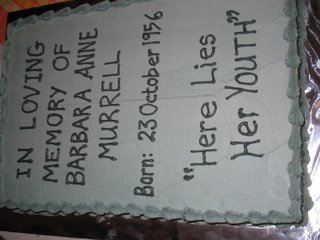 IN LOVING
MEMORY OF
BARBARA ANNE
MURRELL
Born: 23 October 1956
"Here Lies
Her YOUTH"